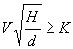 V√(H/d) ≥ K